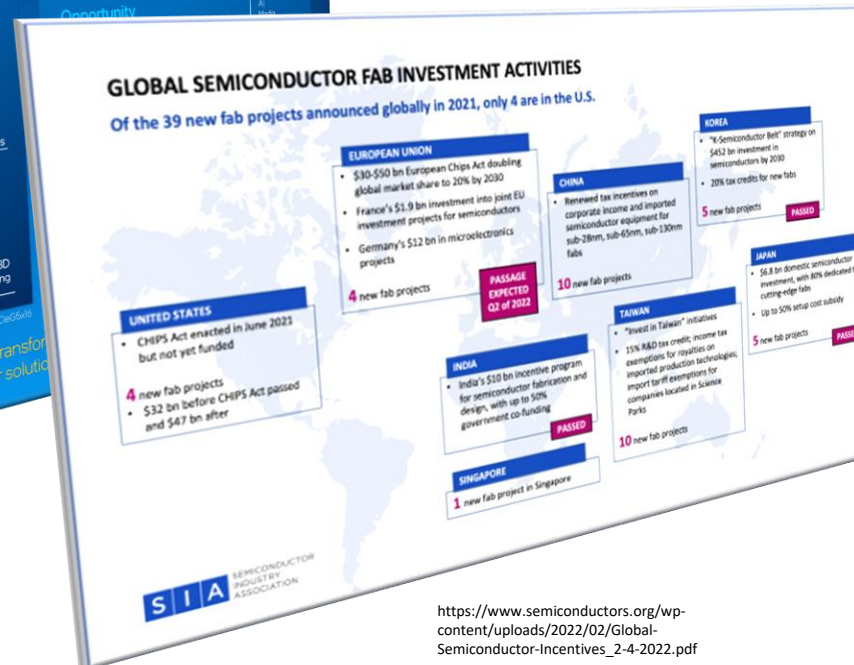 Opportunity
AI
GLOBAL SEMICONDUCTOR FAB INVESTMENT ACTIVITIES
Of the 39 new fab projects announced globally in 2021, only 4 are in the U.S.
UNITED STATES
• CHIPS Act enacted in June 2021
but not yet funded
4 new fab projects
• $32 bn before CHIPS Act passed
and $47 bn after
EUROPEAN UNION
• $30-$50 bn European Chips Act doubling
global market share to 20% by 2030
• France's $1.9 bn investment into joint EU
investment projects for semiconductors
• Germany's $12 bn in microelectronics
projects
4 new fab projects
PASSAGE
EXPECTED
Q2 of 2022
CHINA
• Renewed tax incentives on
corporate income and imported
semiconductor equipment for
sub-28nm, sub-65nm, sub-130nm
fabs
10 new fab projects
KOREA
• "K-Semiconductor Belt" strategy on
$452 bn investment in
semiconductors by 2030
• 20% tax credits for new fabs
5 new fab projects
PASSED
JAPAN
• $6.8 bn domestic semiconductor
investment, with 80% dedicated
cutting-edge fabs
• Up to 50% setup cost subsidy
5 new fab projects
TAIWAN
• "Invest in Taiwan" initiatives
• 15% R&D tax credit; income tax
exemptions for royalties on
imported production technologies;
import tariff exemptions for
companies located in Science
Parks
10 new fab projects
INDIA
• India's $10 bn incentive program
for semiconductor fabrication and
design, with up to 50%
government co-funding
PASSED
SINGAPORE
1 new fab project in Singapore
SIA
SEMICONDUCTOR
INDUSTRY
ASSOCIATION
https://www.semiconductors.org/wp-
content/uploads/2022/02/Global-
Semiconductor-Incentives_2-4-2022.pdf